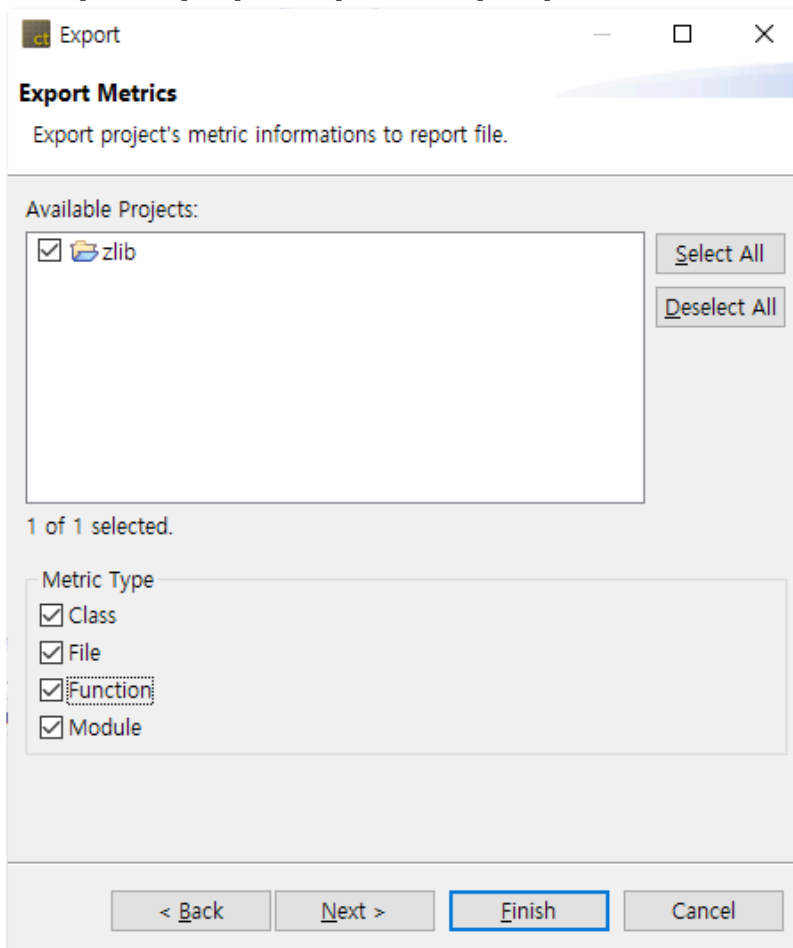 ct Export
Export Metrics
Export project's metric informations to report file.
Available Projects:
zlib
Select All
Deselect All
1 of 1 selected.
Metric Type
Class
File
Function
Module
< Back Next > Finish Cancel